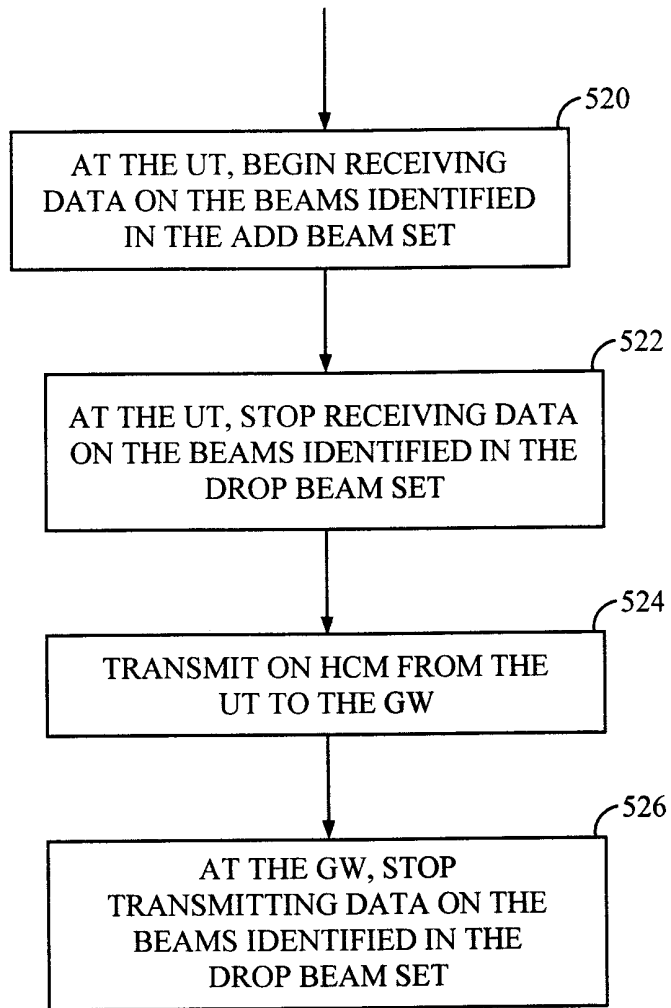 520
AT THE UT, BEGIN RECEIVING
DATA ON THE BEAMS IDENTIFIED
IN THE ADD BEAM SET
522
AT THE UT, STOP RECEIVING DATA
ON THE BEAMS IDENTIFIED IN THE
DROP BEAM SET
524
TRANSMIT ON HCM FROM THE
UT TO THE GW
526
AT THE GW, STOP
TRANSMITTING DATA ON THE
BEAMS IDENTIFIED IN THE
DROP BEAM SET